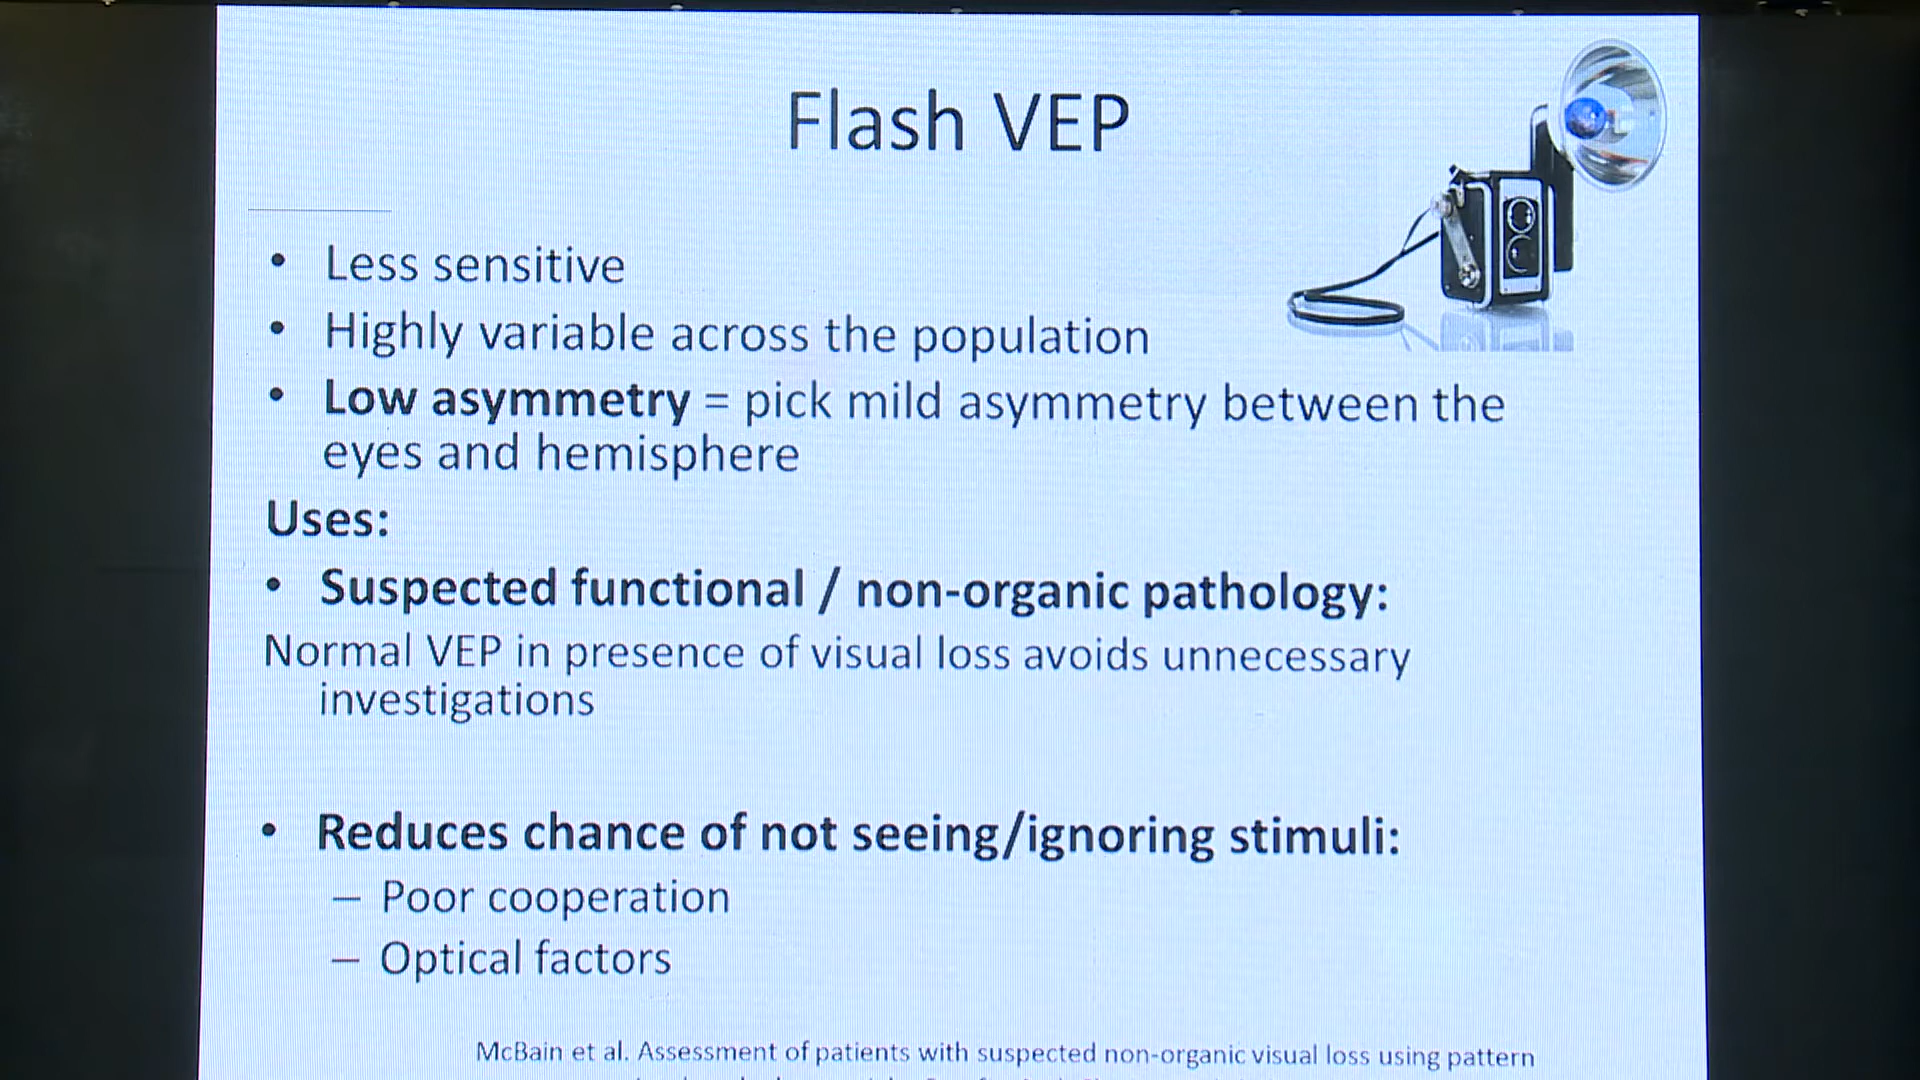 Flash VEP
• Less sensitive
• Highly variable across the population
• Low asymmetry = pick mild asymmetry between the
eyes and hemisphere
Uses:
• Suspected functional / non-organic pathology:
Normal VEP in presence of visual loss avoids unnecessary
investigations
• Reduces chance of not seeing/ignoring stimuli:
– Poor cooperation
– Optical factors
McBain et al. Assessment of patients with suspected non-organic visual loss using pattern